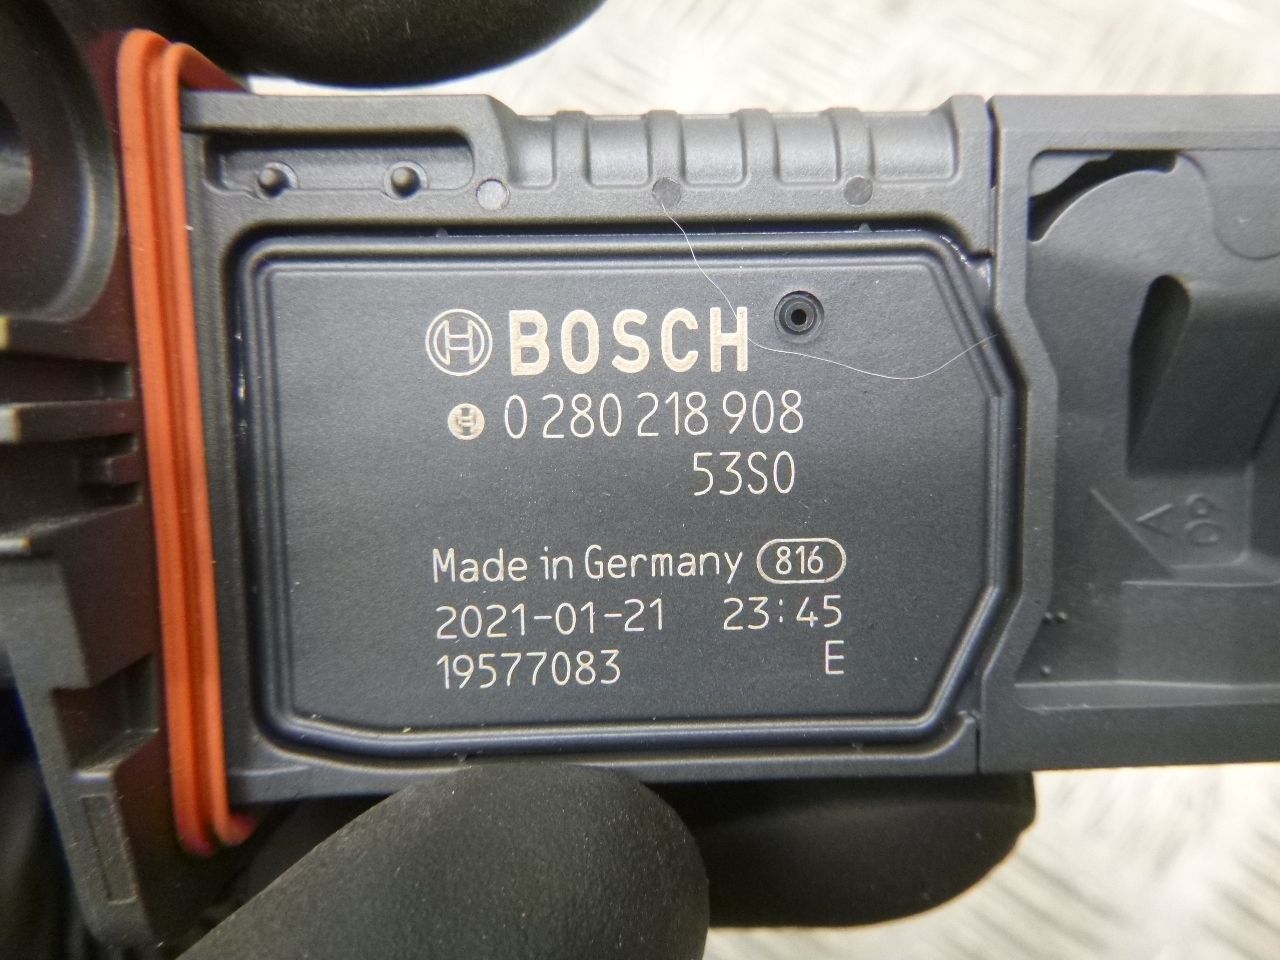 BOSCH
0 280 218 908
53S0
Made in Germany 816
2021-01-21 23:45
19577083 E